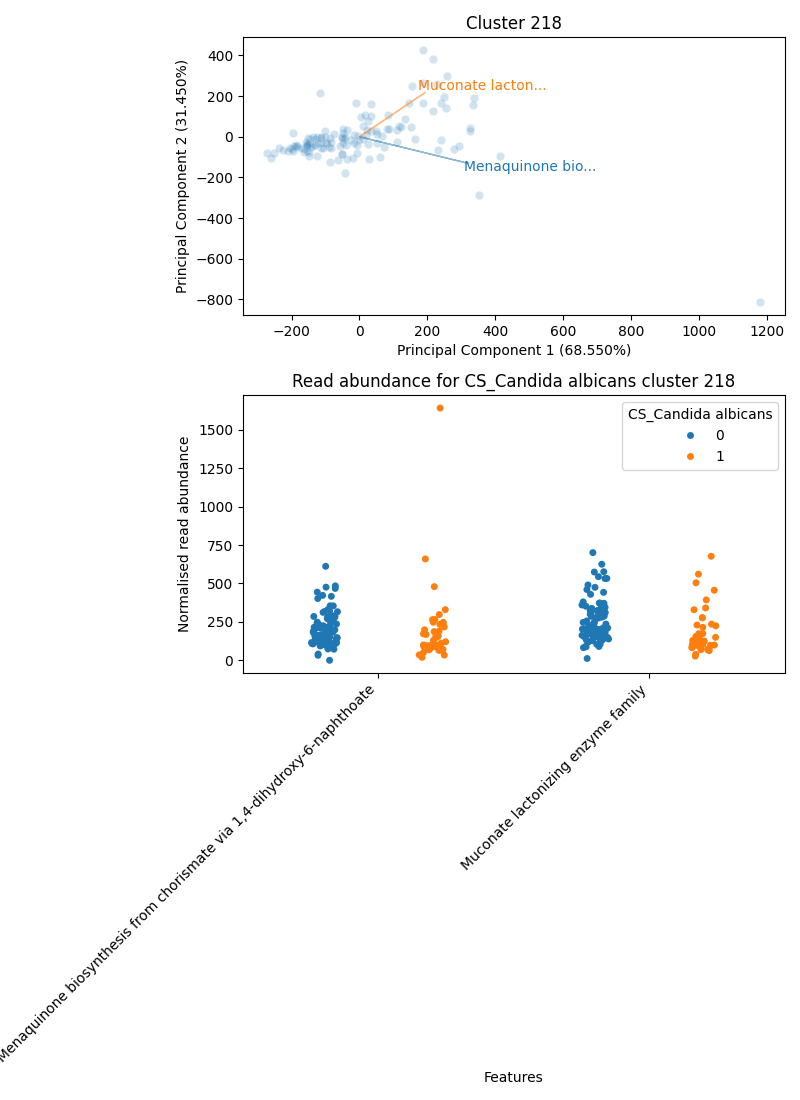 Cluster 218
400
200
0
−200
−400
−600
−800
Principal Component 2 (31.450%)
Muconate lacton...
Menaquinone bio...
−200 0 200 400 600 800 1000 1200
Principal Component 1 (68.550%)
Read abundance for CS_Candida albicans cluster 218
1500
1250
1000
750
500
250
0
Normalised read abundance
CS_Candida albicans
0
1
Menaquinone biosynthesis from chorismate via 1,4-dihydroxy-6-naphthoate
Muconate lactonizing enzyme family
Features